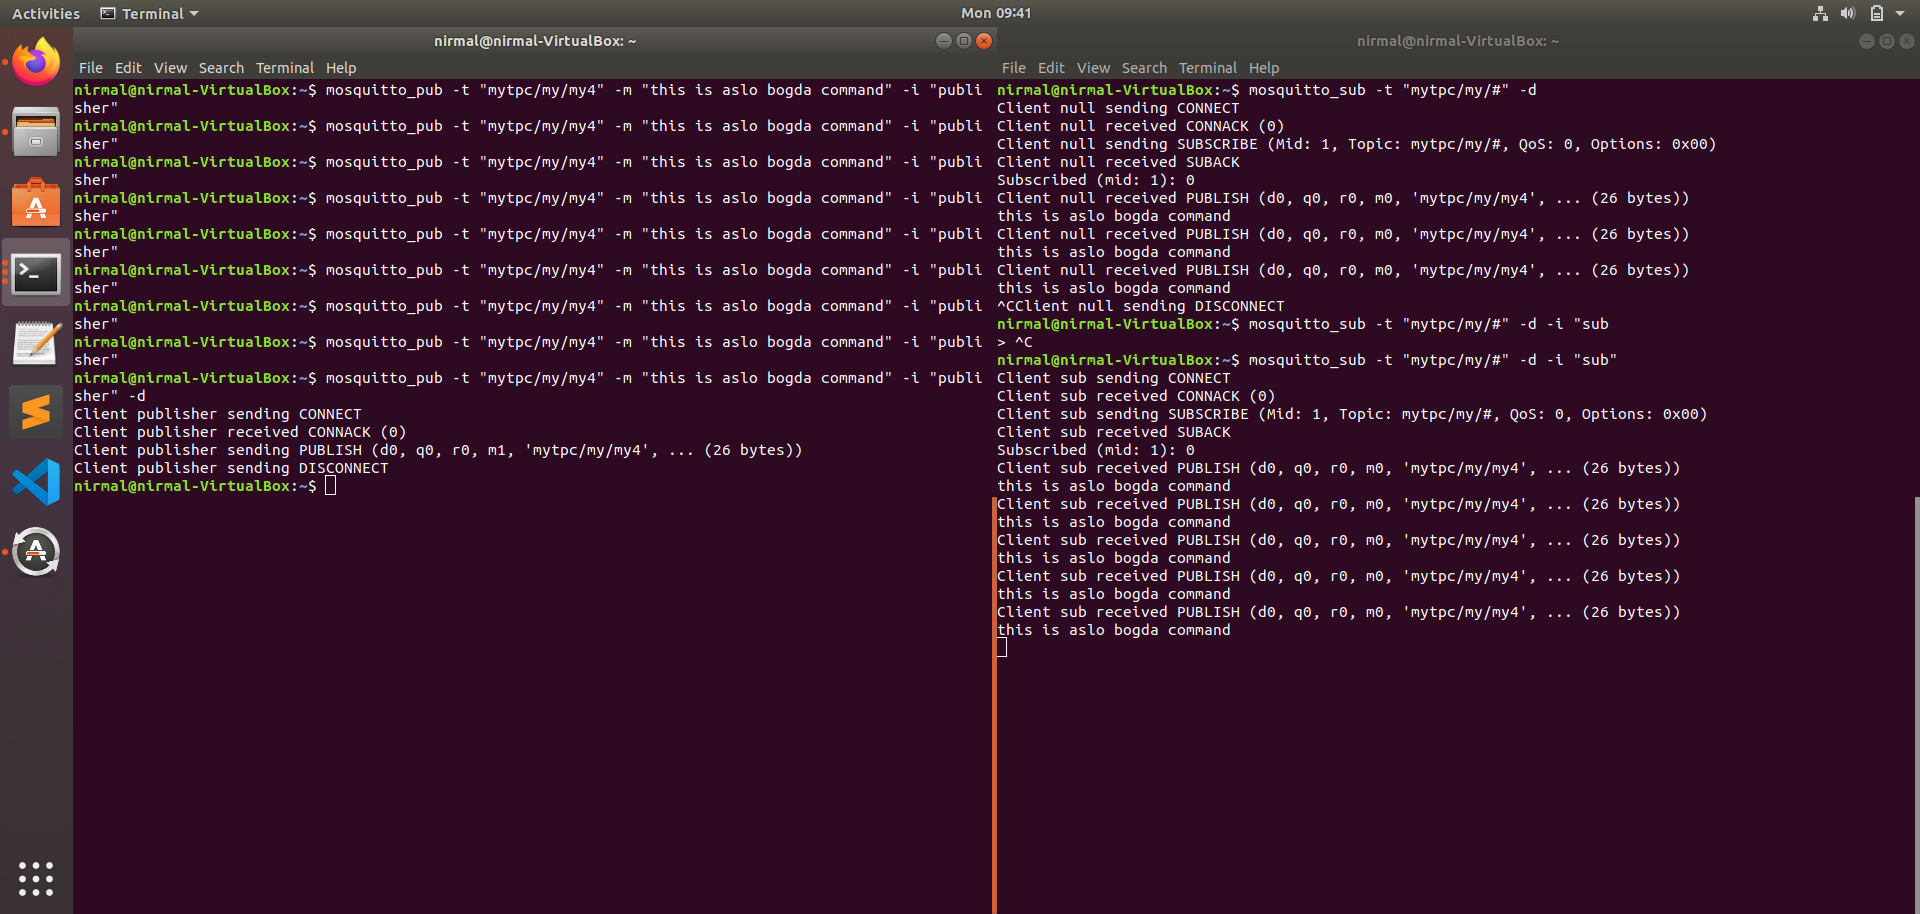 Activities
Terminal
Mon 09:41
nirmal@nirmal-VirtualBox: ~
File Edit View Search Terminal Help
nirmal@nirmal-VirtualBox:~$ mosquitto_pub -t "mytpc/my/my4" -m "this is aslo bogda command" -i "publi
sher"
nirmal@nirmal-VirtualBox:~$ mosquitto_pub -t "mytpc/my/my4" -m "this is aslo bogda command" -i "publi
sher"
nirmal@nirmal-VirtualBox:~$ mosquitto_pub -t "mytpc/my/my4" -m "this is aslo bogda command" -i "publi
sher"
nirmal@nirmal-VirtualBox:~$ mosquitto_pub -t "mytpc/my/my4" -m "this is aslo bogda command" -i "publi
sher"
nirmal@nirmal-VirtualBox:~$ mosquitto_pub -t "mytpc/my/my4" -m "this is aslo bogda command" -i "publi
sher"
nirmal@nirmal-VirtualBox:~$ mosquitto_pub -t "mytpc/my/my4" -m "this is aslo bogda command" -i "publi
sher"
nirmal@nirmal-VirtualBox:~$ mosquitto_pub -t "mytpc/my/my4" -m "this is aslo bogda command" -i "publi
sher"
nirmal@nirmal-VirtualBox:~$ mosquitto_pub -t "mytpc/my/my4" -m "this is aslo bogda command" -i "publi
sher"
nirmal@nirmal-VirtualBox:~$ mosquitto_pub -t "mytpc/my/my4" -m "this is aslo bogda command" -i "publi
sher" -d
Client publisher sending CONNECT
Client publisher received CONNACK (0)
Client publisher sending PUBLISH (d0, q0, r0, m1, 'mytpc/my/my4', ... (26 bytes))
Client publisher sending DISCONNECT
nirmal@nirmal-VirtualBox:~$
nirmal@nirmal-VirtualBox: ~
File Edit View Search Terminal Help
nirmal@nirmal-VirtualBox:~$ mosquitto_sub -t "mytpc/my/#" -d
Client null sending CONNECT
Client null received CONNACK (0)
Client null sending SUBSCRIBE (Mid: 1, Topic: mytpc/my/#, QoS: 0, Options: 0x00)
Client null received SUBACK
Subscribed (mid: 1): 0
Client null received PUBLISH (d0, q0, r0, m0, 'mytpc/my/my4', ... (26 bytes))
this is aslo bogda command
Client null received PUBLISH (d0, q0, r0, m0, 'mytpc/my/my4', ... (26 bytes))
this is aslo bogda command
Client null received PUBLISH (d0, q0, r0, m0, 'mytpc/my/my4', ... (26 bytes))
this is aslo bogda command
^CClient null sending DISCONNECT
nirmal@nirmal-VirtualBox:~$ mosquitto_sub -t "mytpc/my/#" -d -i "sub
> ^C
nirmal@nirmal-VirtualBox:~$ mosquitto_sub -t "mytpc/my/#" -d -i "sub"
Client sub sending CONNECT
Client sub received CONNACK (0)
Client sub sending SUBSCRIBE (Mid: 1, Topic: mytpc/my/#, QoS: 0, Options: 0x00)
Client sub received SUBACK
Subscribed (mid: 1): 0
Client sub received PUBLISH (d0, q0, r0, m0, 'mytpc/my/my4', ... (26 bytes))
this is aslo bogda command
Client sub received PUBLISH (d0, q0, r0, m0, 'mytpc/my/my4', ... (26 bytes))
this is aslo bogda command
Client sub received PUBLISH (d0, q0, r0, m0, 'mytpc/my/my4', ... (26 bytes))
this is aslo bogda command
Client sub received PUBLISH (d0, q0, r0, m0, 'mytpc/my/my4', ... (26 bytes))
this is aslo bogda command
Client sub received PUBLISH (d0, q0, r0, m0, 'mytpc/my/my4', ... (26 bytes))
this is aslo bogda command